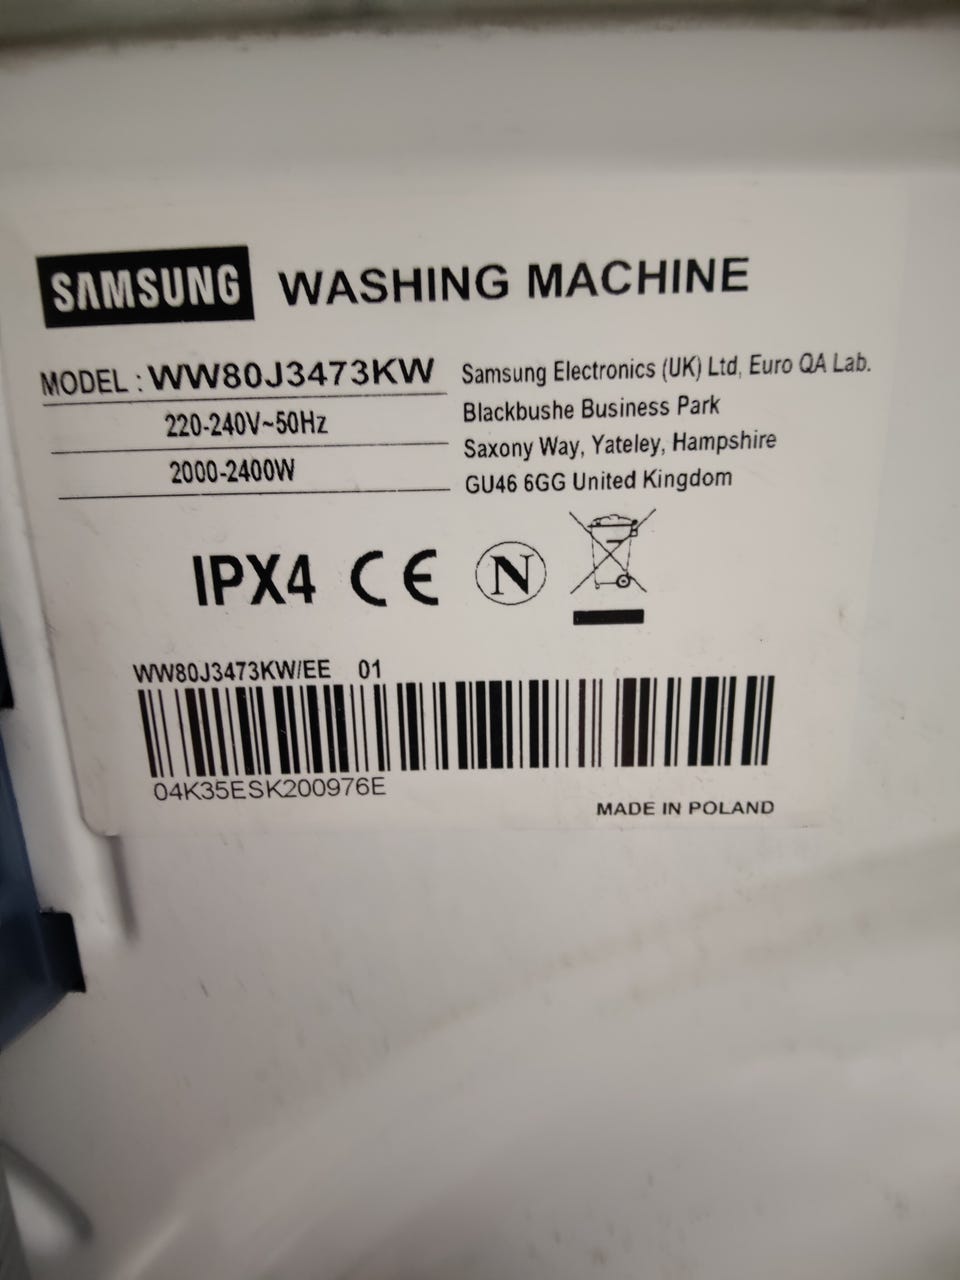 SAMSUNG WASHING MACHINE
MODEL : WW80J3473KW
220-240V~50Hz
2000-2400W
Samsung Electronics (UK) Ltd, Euro QA Lab.
Blackbushe Business Park
Saxony Way, Yateley, Hampshire
GU46 6GG United Kingdom
IPX4 CE N
WW80J3473KW/EE 01
04K35ESK200976E
MADE IN POLAND